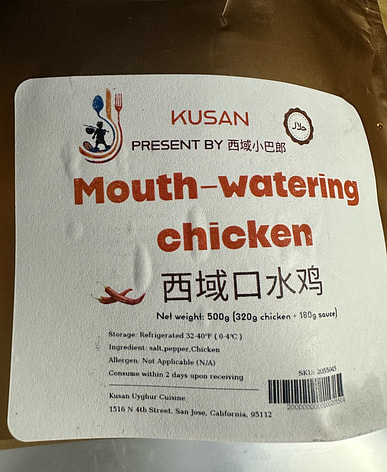 KUSAN
حلال
PRESENT BY 西域小巴郎
Mouth-watering
chicken
西域口水鸡
Net weight: 500g (320g chicken + 180g sauce)
Storage: Refrigerated 32-40°F ( 0-4°C )
Ingredient: salt,pepper,Chicken
Allergen: Not Applicable (N/A)
Consume within 2 days upon receiving
Kusan Uyghur Cuisine
1516 N 4th Street, San Jose, California, 95112